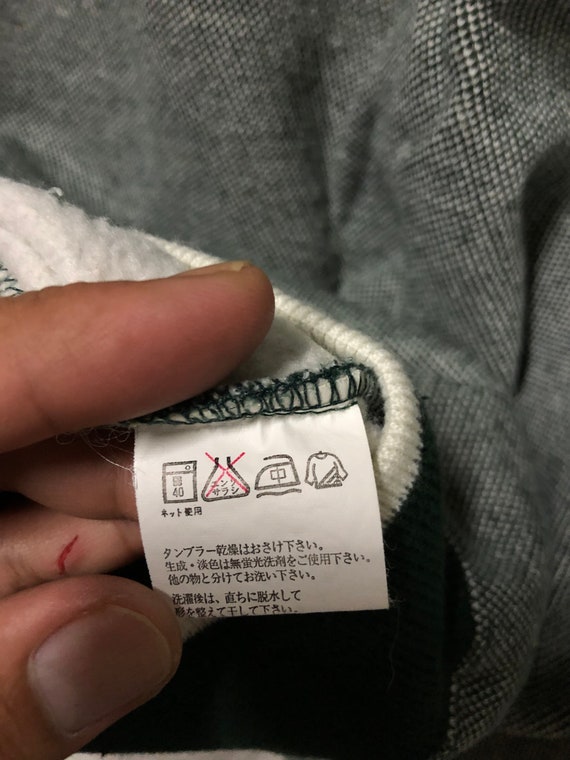 40
エンソ
サラシ
中
ネット使用
タンブラー乾燥はおさけ下さい。
生成・淡色は無蛍光洗剤をご使用下さい。
他の物と分けてお洗い下さい。
洗濯後は、直ちに脱水して
形を整えて干して下さい。